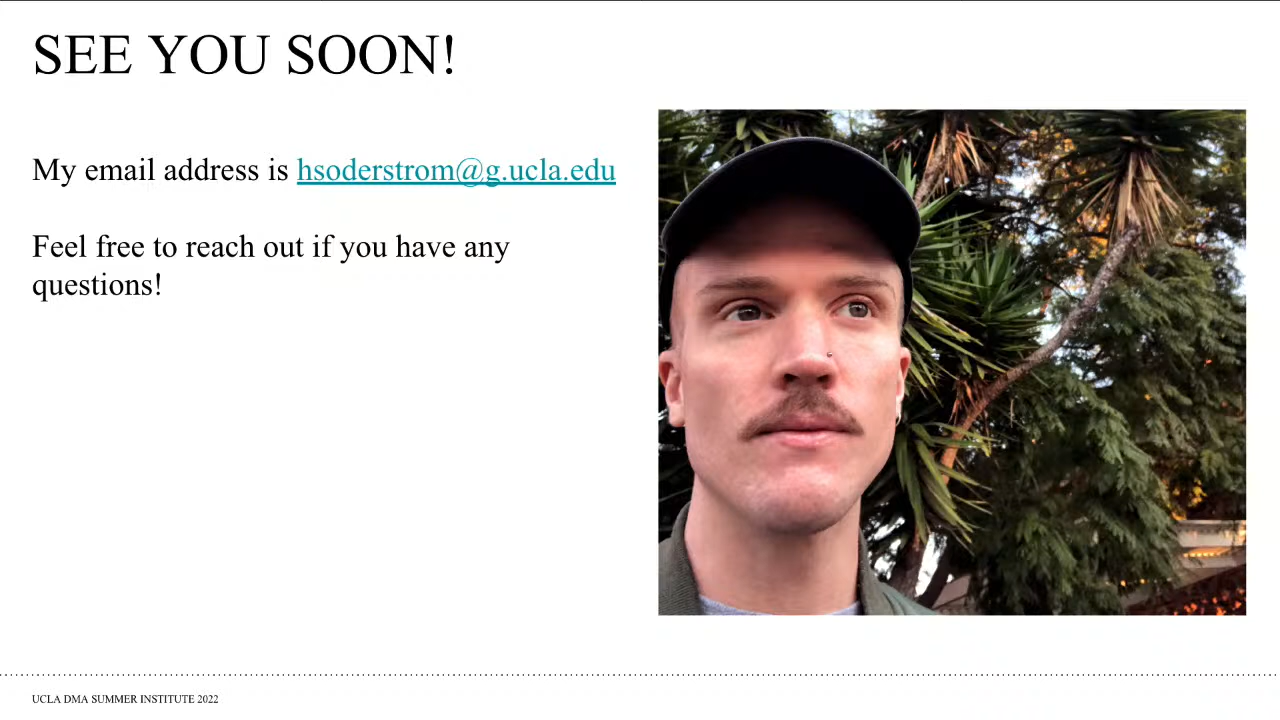 SEE YOU SOON!
My email address is hsoderstrom@g.ucla.edu
Feel free to reach out if you have any
questions!
UCLA DMA SUMMER INSTITUTE 2022